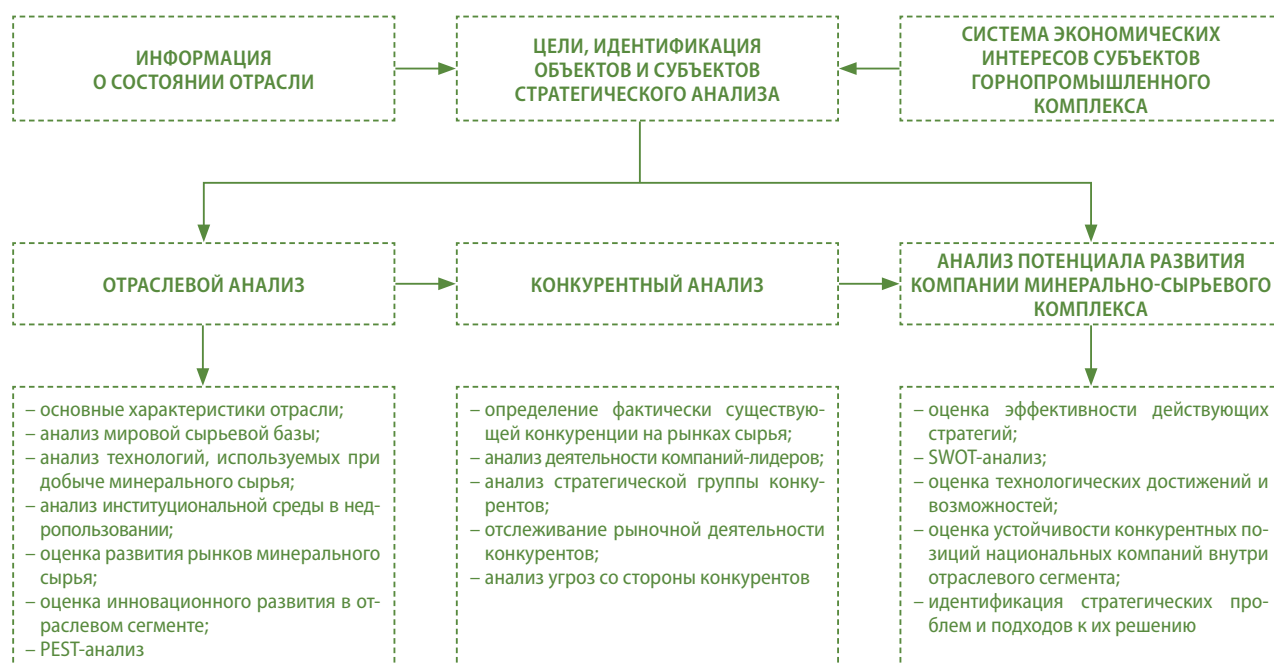 ИНФОРМАЦИЯ
О СОСТОЯНИИ ОТРАСЛИ
ЦЕЛИ, ИДЕНТИФИКАЦИЯ
ОБЪЕКТОВ И СУБЪЕКТОВ
СТРАТЕГИЧЕСКОГО АНАЛИЗА
СИСТЕМА ЭКОНОМИЧЕСКИХ
ИНТЕРЕСОВ СУБЪЕКТОВ
ГОРНОПРОМЫШЛЕННОГО
КОМПЛЕКСА
ОТРАСЛЕВОЙ АНАЛИЗ
КОНКУРЕНТНЫЙ АНАЛИЗ
АНАЛИЗ ПОТЕНЦИАЛА РАЗВИТИЯ
КОМПАНИИ МИНЕРАЛЬНО-СЫРЬЕВОГО
КОМПЛЕКСА
– основные характеристики отрасли;
– анализ мировой сырьевой базы;
– анализ технологий, используемых при
добыче минерального сырья;
– анализ институциональной среды в нед-
ропользовании;
– оценка развития рынков минерального
сырья;
– оценка инновационного развития в от-
раслевом сегменте;
– PEST-анализ
– определение фактически существую-
щей конкуренции на рынках сырья;
– анализ деятельности компаний-лидеров;
– анализ стратегической группы конку-
рентов;
– отслеживание рыночной деятельности
конкурентов;
– анализ угроз со стороны конкурентов
– оценка эффективности действующих
стратегий;
– SWOT-анализ;
– оценка технологических достижений и
возможностей;
– оценка устойчивости конкурентных по-
зиций национальных компаний внутри
отраслевого сегмента;
– идентификация стратегических про-
блем и подходов к их решению